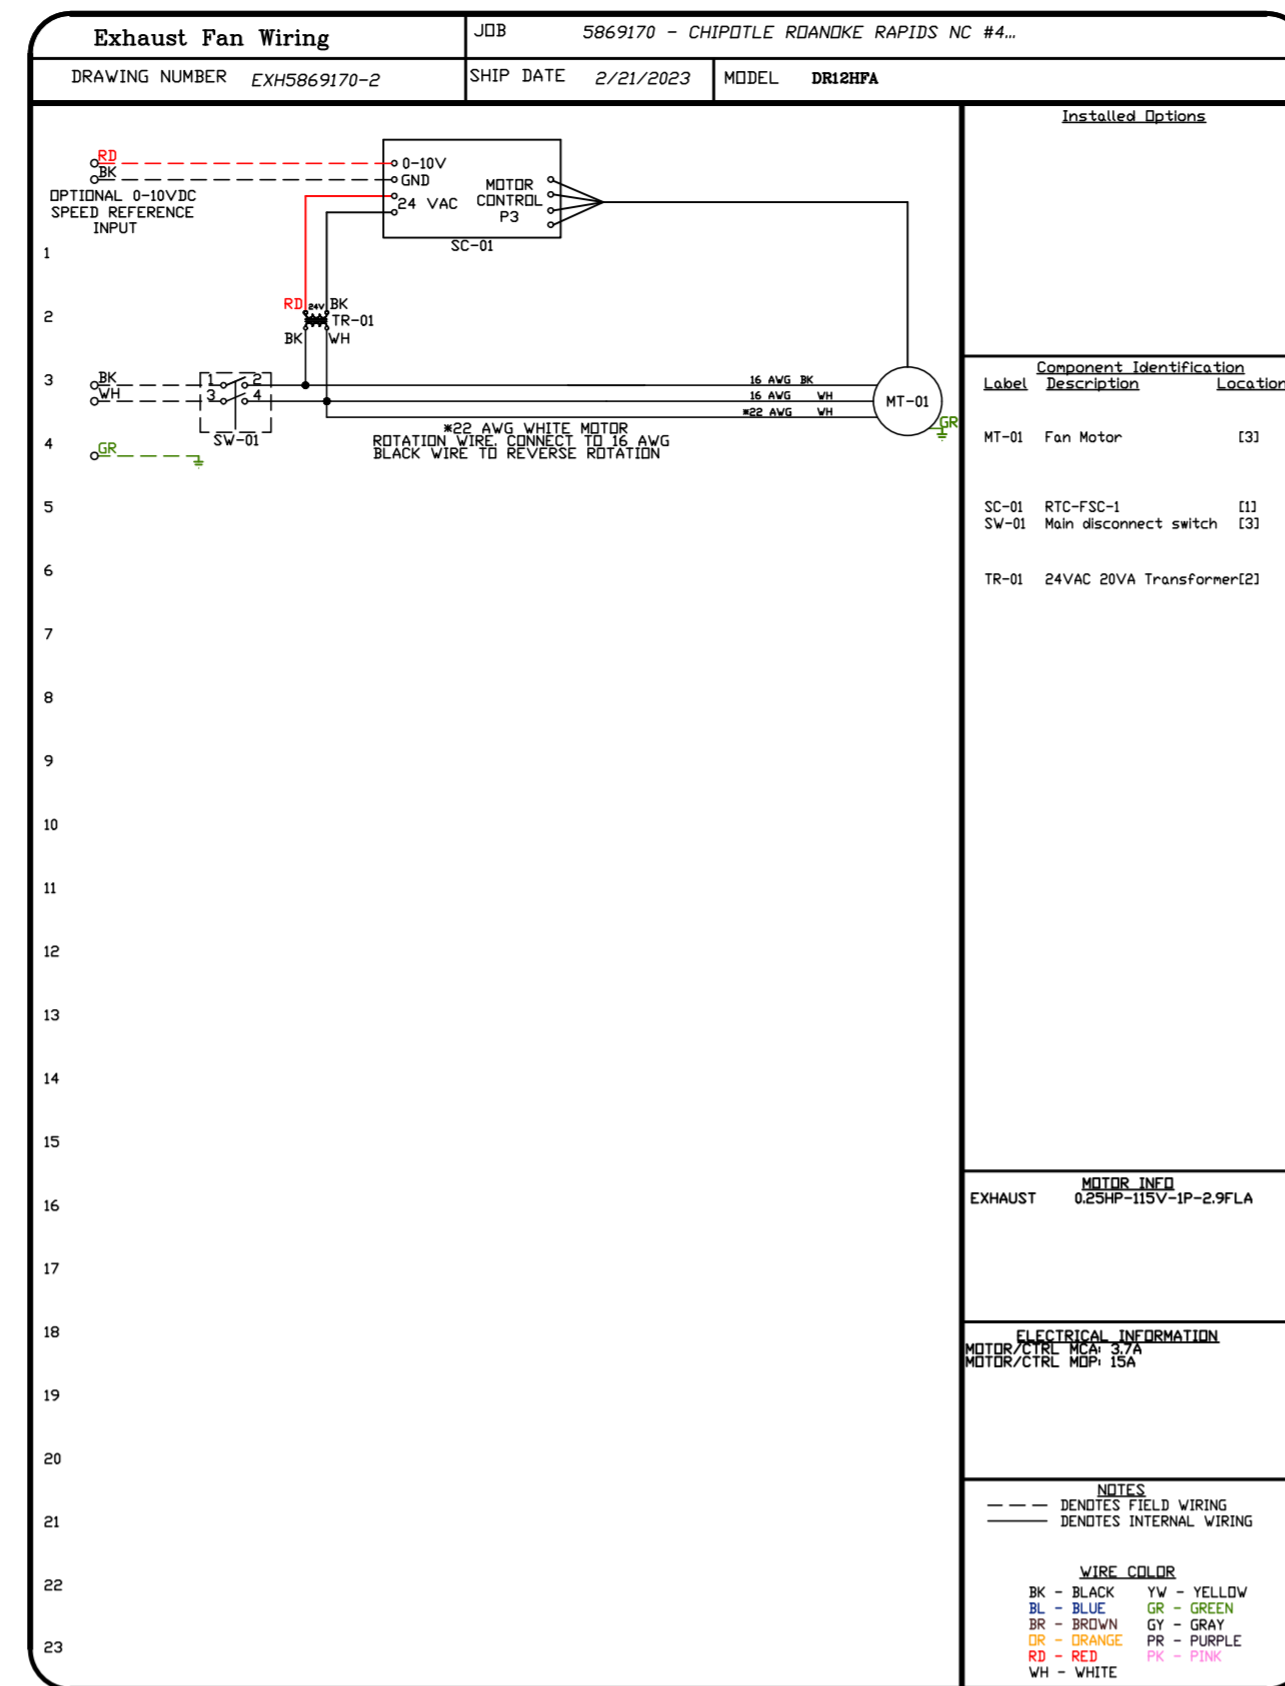 Exhaust Fan Wiring
JOB 5869170 - CHIPOTLE ROANOKE RAPIDS NC #4...
DRAWING NUMBER EXH5869170-2
SHIP DATE 2/21/2023
MODEL DR12HFA
RD
BK
OPTIONAL 0-10VDC
SPEED REFERENCE
INPUT
0-10V
GND
24 VAC
MOTOR
CONTROL
P3
SC-01
RD 24V BK
TR-01
BK WH
BK
WH
1 2
3 4
SW-01
GR
16 AWG BK
16 AWG WH
*22 AWG WH
MT-01
GR
*22 AWG WHITE MOTOR
ROTATION WIRE. CONNECT TO 16 AWG
BLACK WIRE TO REVERSE ROTATION
1
2
3
4
5
6
7
8
9
10
11
12
13
14
15
16
17
18
19
20
21
22
23
Installed Options
Component Identification
Label Description Location
MT-01 Fan Motor [3]
SC-01 RTC-FSC-1 [1]
SW-01 Main disconnect switch [3]
TR-01 24VAC 20VA Transformer[2]
MOTOR INFO
EXHAUST 0.25HP-115V-1P-2.9FLA
ELECTRICAL INFORMATION
MOTOR/CTRL MCA: 3.7A
MOTOR/CTRL MOP: 15A
NOTES
DENOTES FIELD WIRING
DENOTES INTERNAL WIRING
WIRE COLOR
BK - BLACK YW - YELLOW
BL - BLUE GR - GREEN
BR - BROWN GY - GRAY
OR - ORANGE PR - PURPLE
RD - RED PK - PINK
WH - WHITE